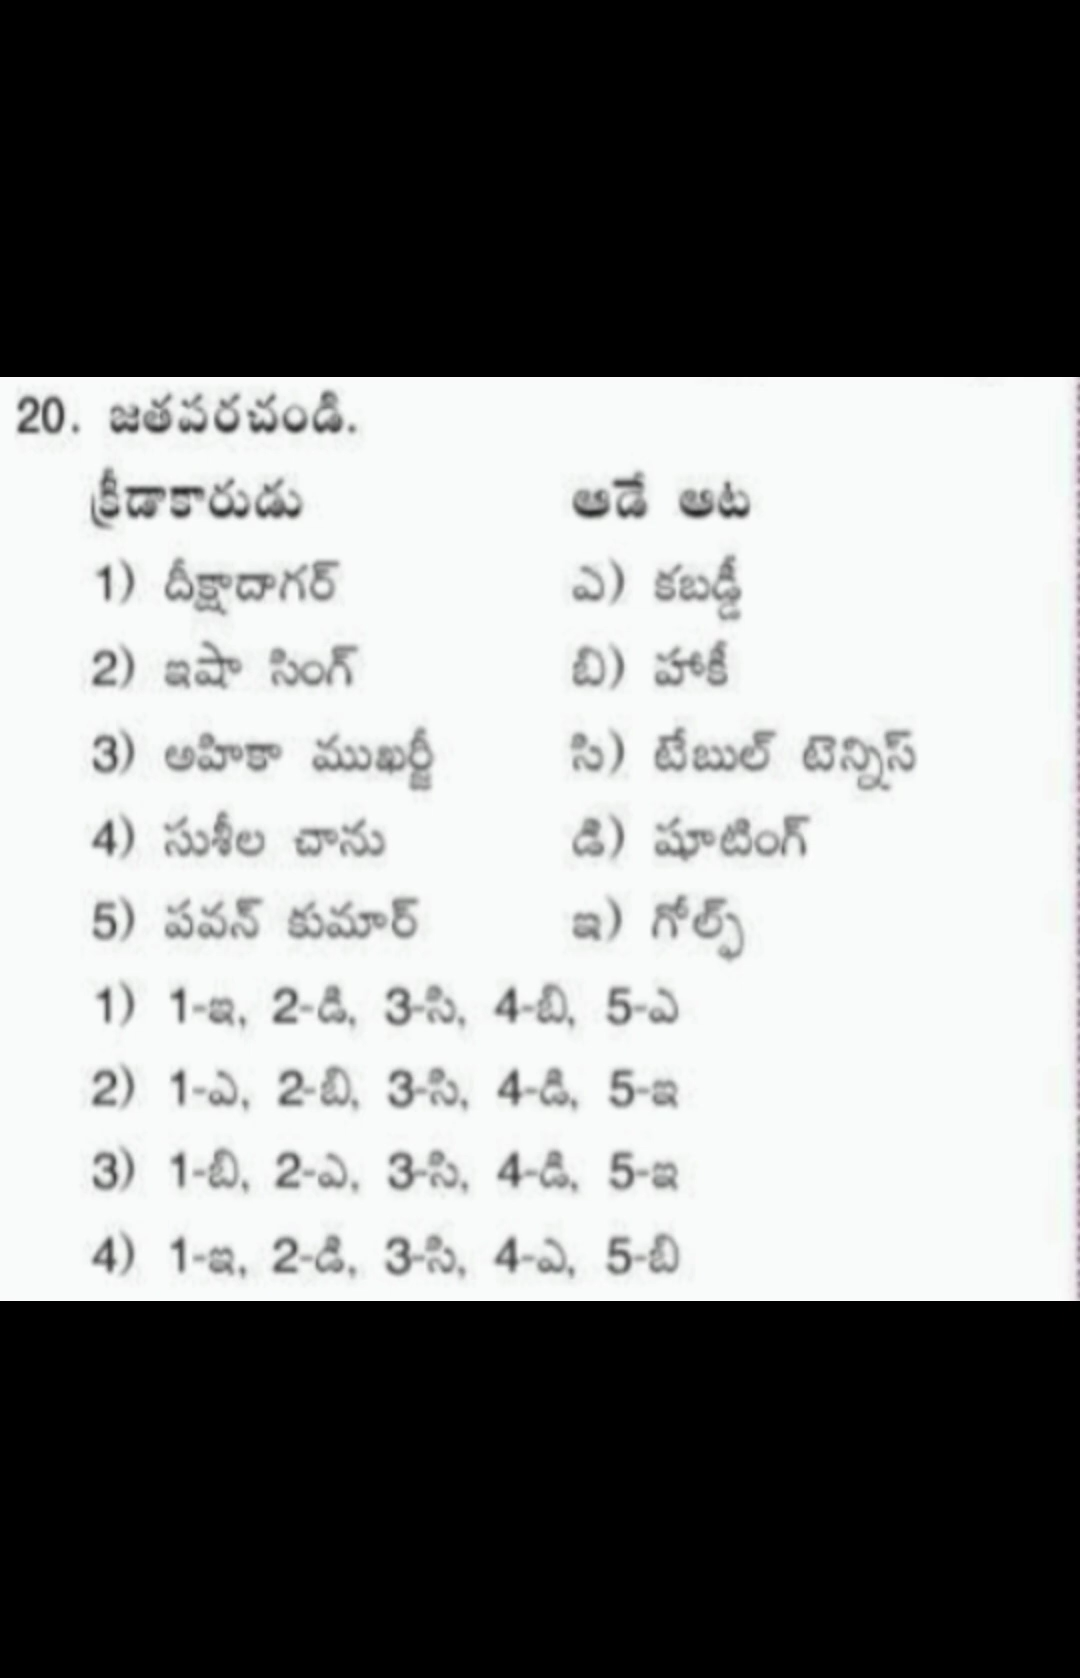 20. జతపరచండి.
క్రీడాకారుడు ఆడే ఆట
1) దీక్షాదాగర్ ఎ) కబడ్డీ
2) ఇషా సింగ్ బి) హాకీ
3) అహికా ముఖర్జీ సి) టేబుల్ టెన్నిస్
4) సుశీల చాను డి) షూటింగ్
5) పవన్ కుమార్ ఇ) గోల్ఫ్
1) 1-ఇ, 2-డి, 3-సి, 4-బి, 5-ఎ
2) 1-ఎ, 2-బి, 3-సి, 4-డి, 5-ఇ
3) 1-బి, 2-ఎ, 3-సి, 4-డి, 5-ఇ
4) 1-ఇ, 2-డి, 3-సి, 4-ఎ, 5-బి